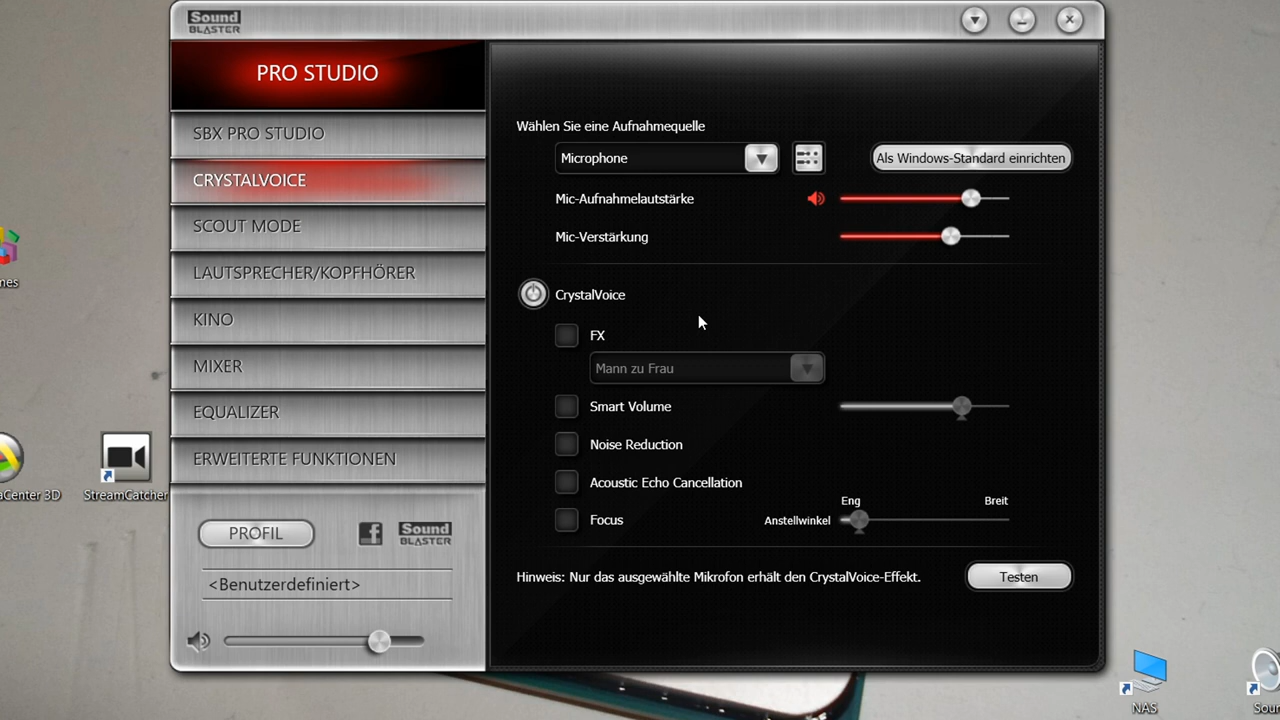 Sound
BLASTER
PRO STUDIO
SBX PRO STUDIO
CRYSTALVOICE
SCOUT MODE
LAUTSPRECHER/KOPFHÖRER
KINO
MIXER
EQUALIZER
ERWEITERTE FUNKTIONEN
PROFIL
f
Sound
BLASTER
<Benutzerdefiniert>
Wählen Sie eine Aufnahmequelle
Microphone
Als Windows-Standard einrichten
Mic-Aufnahmelautstärke
Mic-Verstärkung
CrystalVoice
FX
Mann zu Frau
Smart Volume
Noise Reduction
Acoustic Echo Cancellation
Eng
Breit
Focus
Anstellwinkel
Hinweis: Nur das ausgewählte Mikrofon erhält den CrystalVoice-Effekt.
Testen
mes
aCenter 3D
StreamCatcher
NAS
Soun